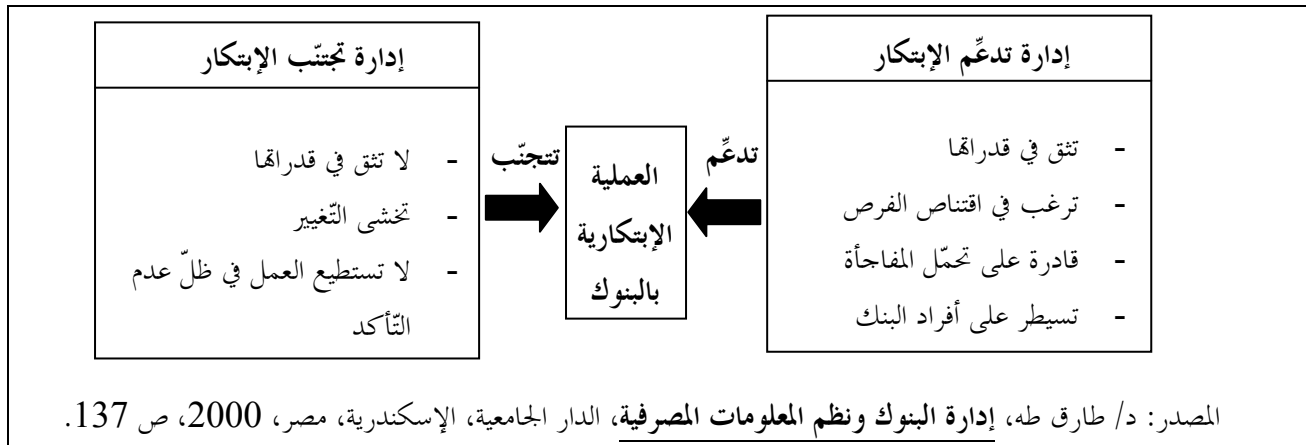 إدارة تدعِّم الإبتكار
- تثق في قدراتها
- ترغب في اقتناص الفرص
- قادرة على تحمّل المفاجأة
- تسيطر على أفراد البنك
تدعِّم
العملية
الإبتكارية
بالبنوك
تتجنّب
إدارة تجتنّب الإبتكار
- لا تثق في قدراتها
- تخشى التّغيير
- لا تستطيع العمل في ظلّ عدم
التّأكد
المصدر: د/ طارق طه، إدارة البنوك ونظم المعلومات المصرفية، الدار الجامعية، الإسكندرية، مصر، 2000، ص 137.